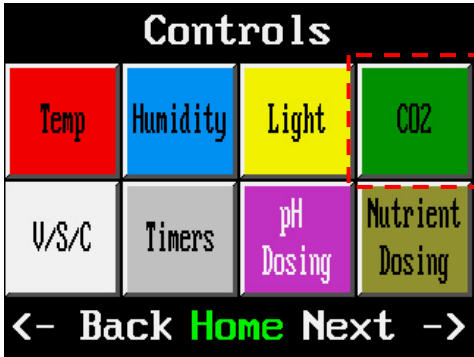 Controls
Temp Humidity Light CO2
V/S/C Timers pH Dosing Nutrient Dosing
<- Back Home Next ->